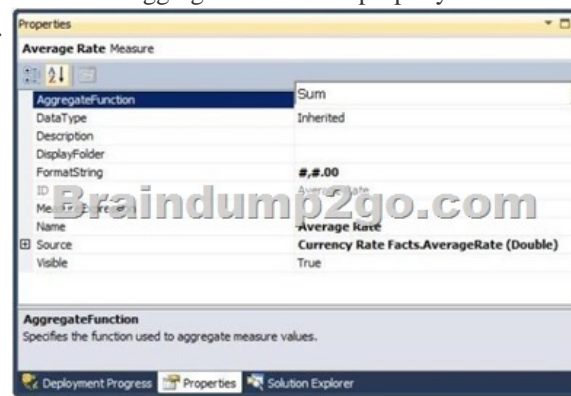 Properties
Average Rate Measure
AggregateFunction Sum
DataType Inherited
Description
DisplayFolder
FormatString #,#.00
ID Average Rate
Braindump2go.com
Name Average Rate
Source Currency Rate Facts.AverageRate (Double)
Visible True
AggregateFunction
Specifies the function used to aggregate measure values.
Deployment Progress Properties Solution Explorer